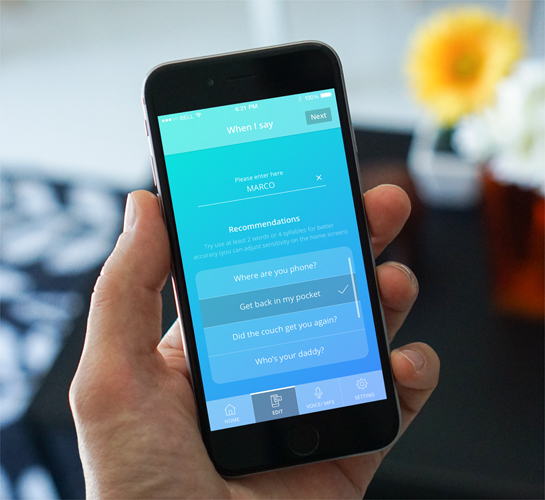 BELL 4:21 PM 100%
When I say Next
Please enter here
MARCO
Recommendations
Try use at least 2 words or 4 syllables for better
accuracy (you can adjust sensitivity on the home screen)
Where are you phone?
Get back in my pocket
Did the couch get you again?
Who's your daddy?
HOME EDIT VOICE/ MP3 SETTING